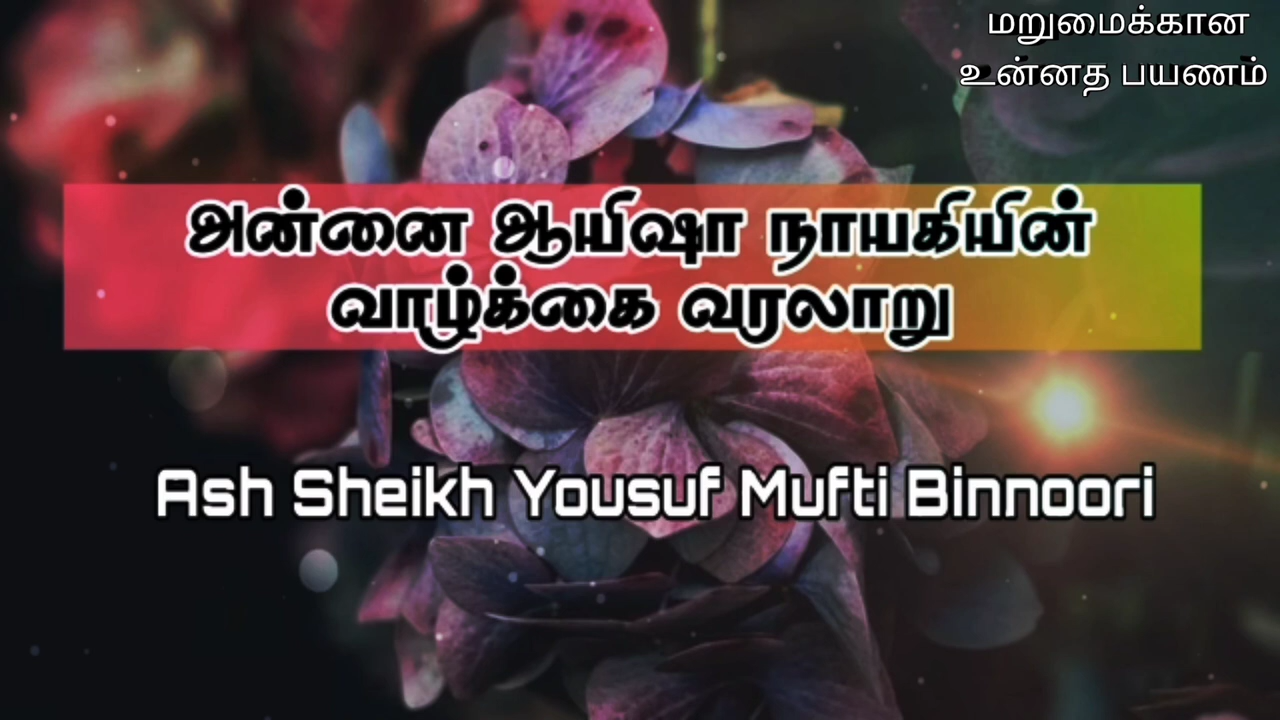 மறுமைக்கான
உன்னத பயணம்
அன்னை ஆயிஷா நாயகியின்
வாழ்க்கை வரலாறு
Ash Sheikh Yousuf Mufti Binnoori